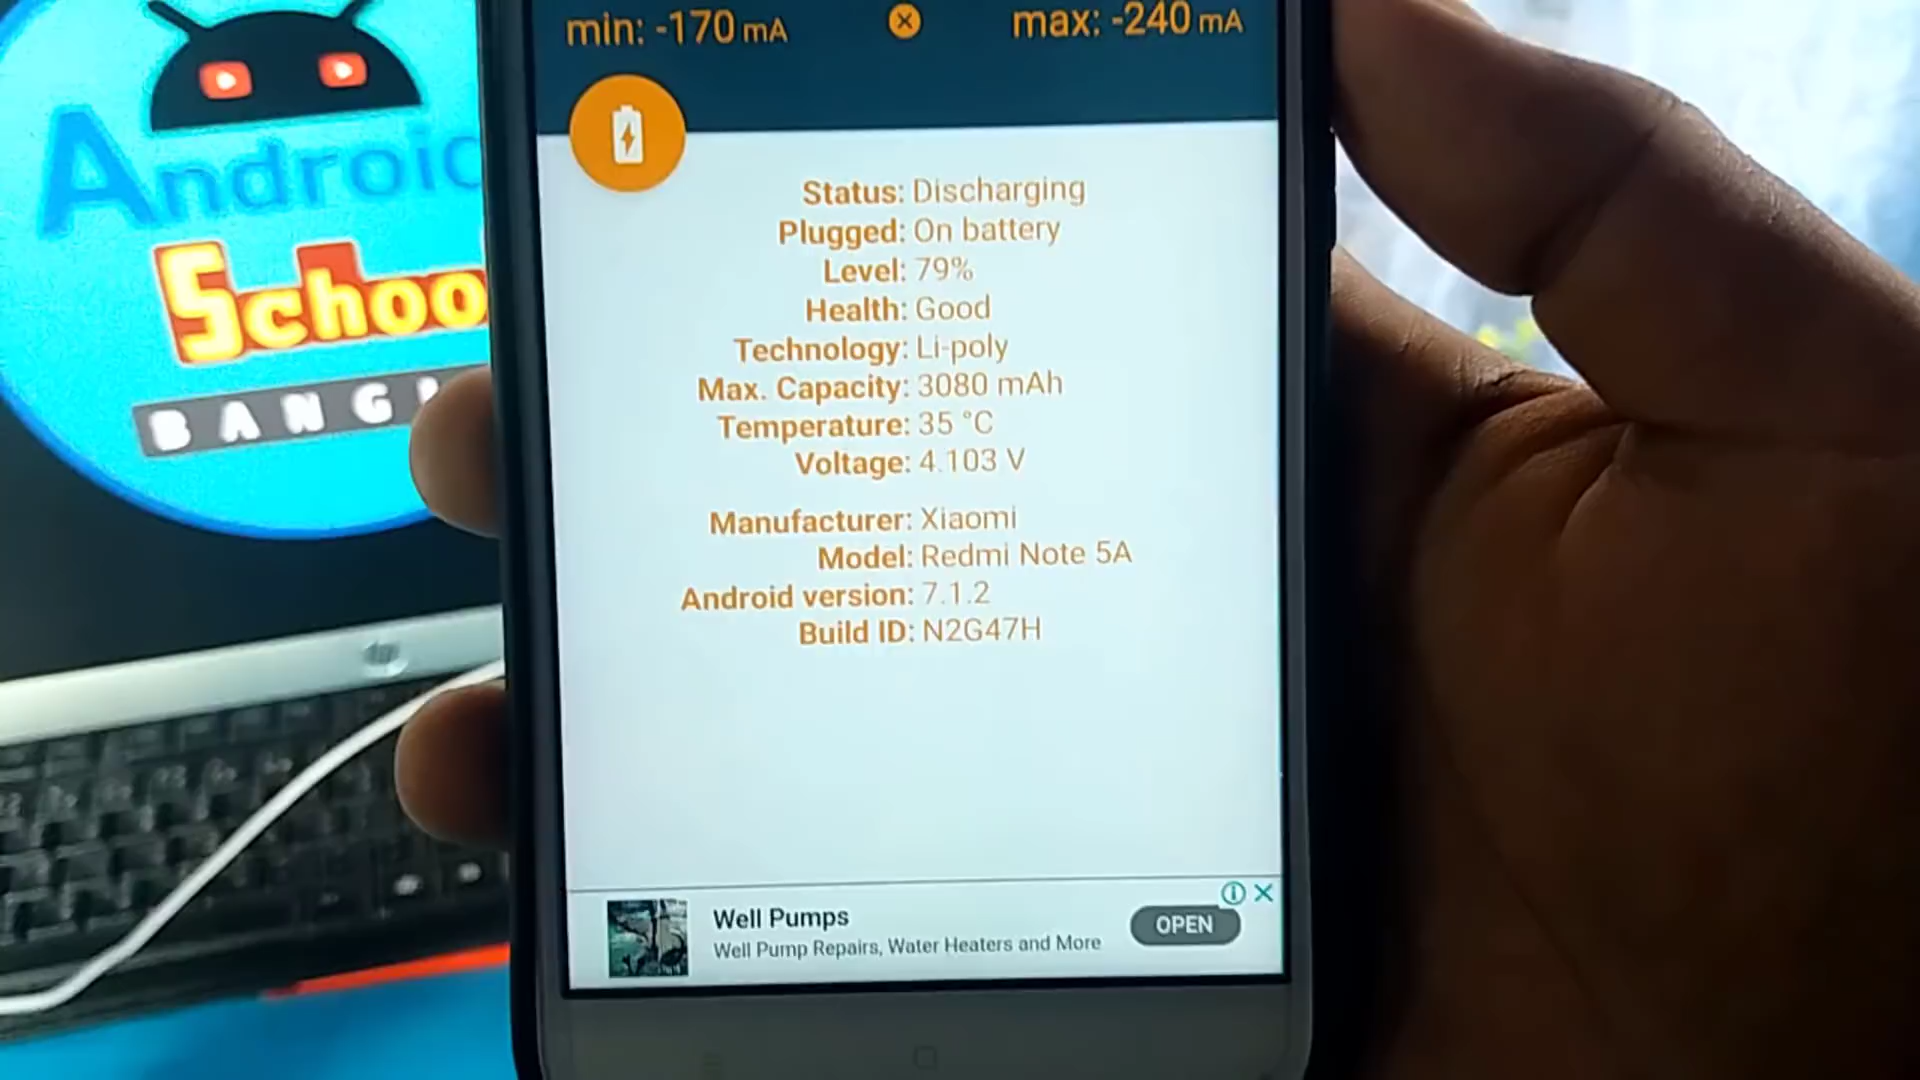 min: -170 mA
max: -240 mA
Status: Discharging
Plugged: On battery
Level: 79%
Health: Good
Technology: Li-poly
Max. Capacity: 3080 mAh
Temperature: 35 °C
Voltage: 4.103 V
Manufacturer: Xiaomi
Model: Redmi Note 5A
Android version: 7.1.2
Build ID: N2G47H
Well Pumps
Well Pump Repairs, Water Heaters and More
OPEN
Androi
Schoo
BANG
hp